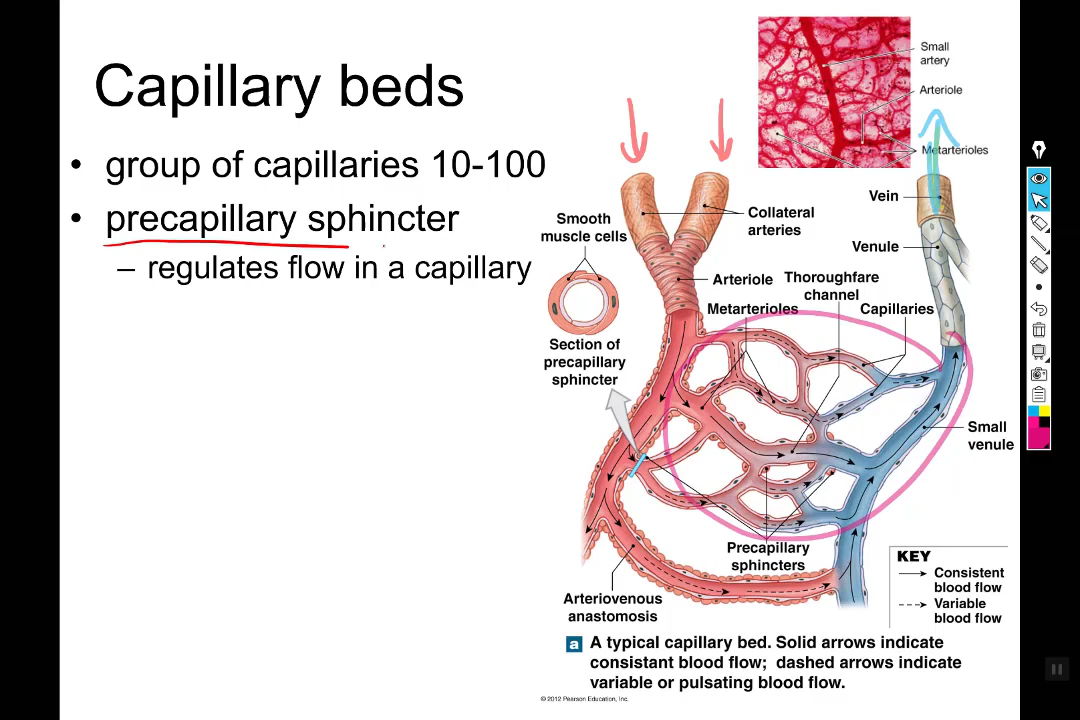 Capillary beds
• group of capillaries 10-100
• precapillary sphincter
– regulates flow in a capillary
Small
artery
Arteriole
Metarterioles
Vein
Collateral
arteries
Smooth
muscle cells
Venule
Arteriole
Thoroughfare
channel
Metarterioles
Capillaries
Section of
precapillary
sphincter
Small
venule
Precapillary
sphincters
Arteriovenous
anastomosis
KEY
Consistent
blood flow
Variable
blood flow
a A typical capillary bed. Solid arrows indicate
consistant blood flow; dashed arrows indicate
variable or pulsating blood flow.
© 2012 Pearson Education, Inc.